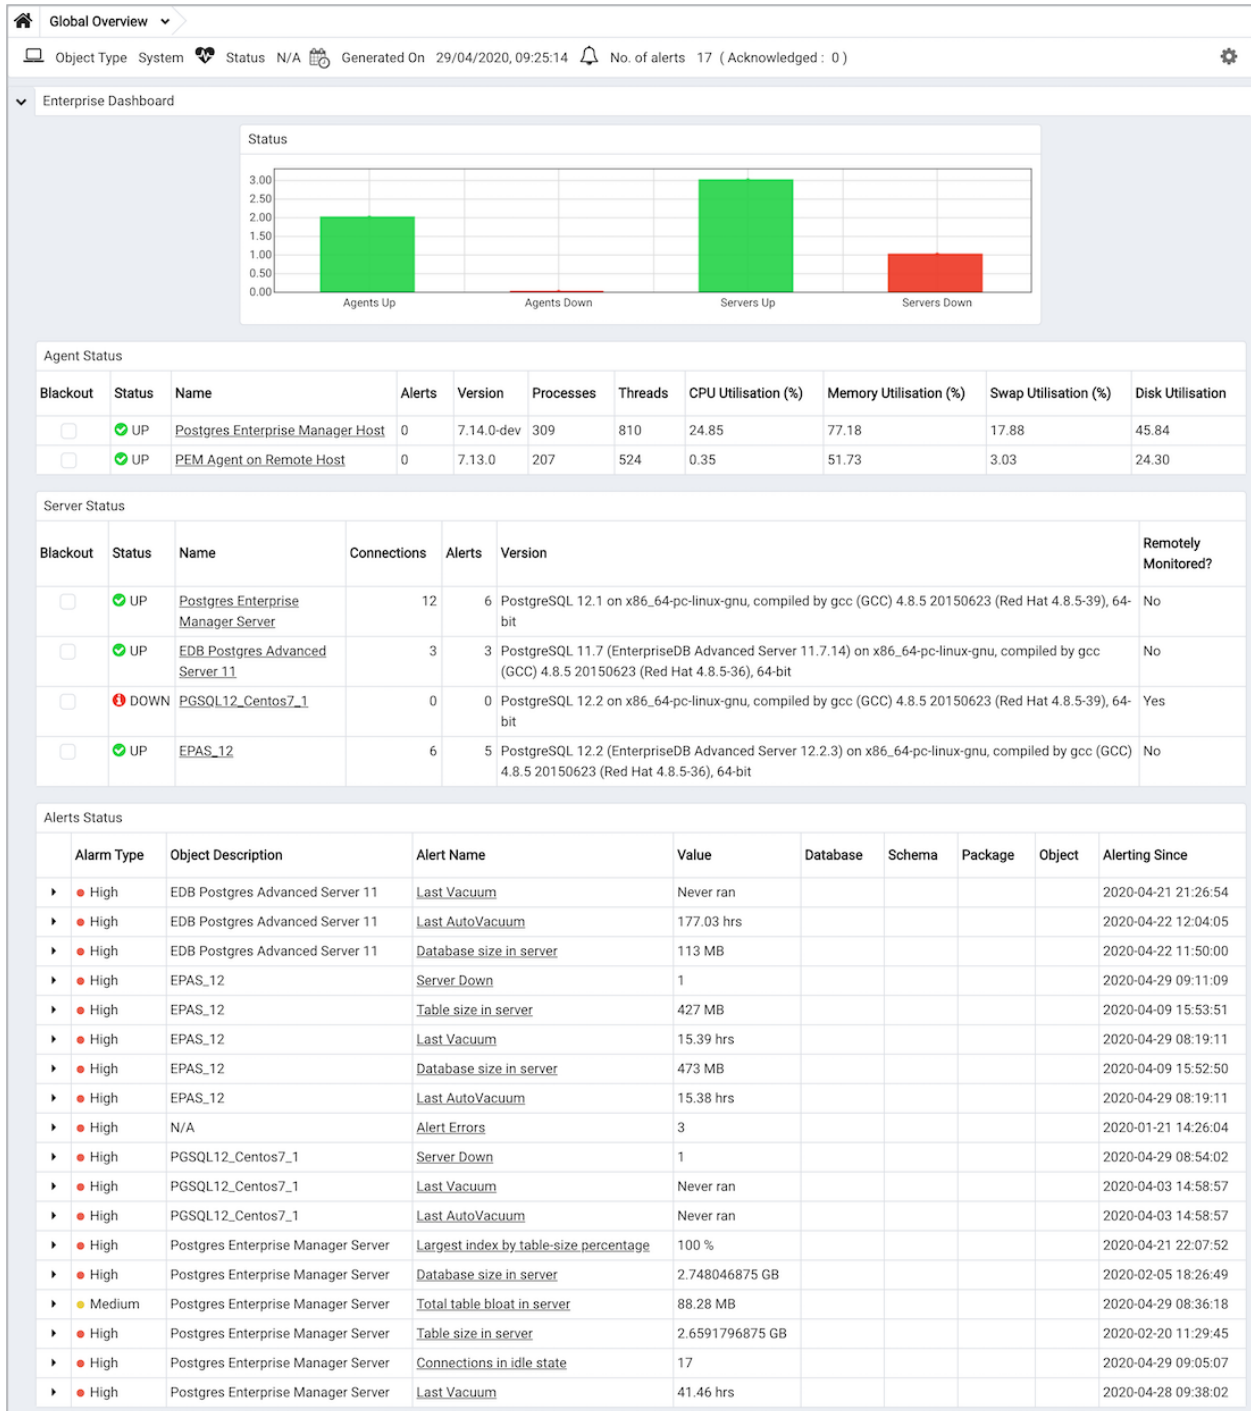 Global Overview
Object Type System Status N/A Generated On 29/04/2020, 09:25:14 No. of alerts 17 ( Acknowledged : 0 )
Enterprise Dashboard
Status
3.00
2.50
2.00
1.50
1.00
0.50
0.00
Agents Up Agents Down Servers Up Servers Down
Agent Status
Blackout Status Name Alerts Version Processes Threads CPU Utilisation (%) Memory Utilisation (%) Swap Utilisation (%) Disk Utilisation
UP Postgres Enterprise Manager Host 0 7.14.0-dev 309 810 24.85 77.18 17.88 45.84
UP PEM Agent on Remote Host 0 7.13.0 207 524 0.35 51.73 3.03 24.30
Server Status
Blackout Status Name Connections Alerts Version Remotely
Monitored?
UP Postgres Enterprise 12 6 PostgreSQL 12.1 on x86_64-pc-linux-gnu, compiled by gcc (GCC) 4.8.5 20150623 (Red Hat 4.8.5-39), 64- No
Manager Server bit
UP EDB Postgres Advanced 3 3 PostgreSQL 11.7 (EnterpriseDB Advanced Server 11.7.14) on x86_64-pc-linux-gnu, compiled by gcc No
Server 11 (GCC) 4.8.5 20150623 (Red Hat 4.8.5-36), 64-bit
DOWN PGSQL12_Centos7_1 0 0 PostgreSQL 12.2 on x86_64-pc-linux-gnu, compiled by gcc (GCC) 4.8.5 20150623 (Red Hat 4.8.5-39), 64- Yes
bit
UP EPAS_12 6 5 PostgreSQL 12.2 (EnterpriseDB Advanced Server 12.2.3) on x86_64-pc-linux-gnu, compiled by gcc (GCC) No
4.8.5 20150623 (Red Hat 4.8.5-36), 64-bit
Alerts Status
Alarm Type Object Description Alert Name Value Database Schema Package Object Alerting Since
High EDB Postgres Advanced Server 11 Last Vacuum Never ran 2020-04-21 21:26:54
High EDB Postgres Advanced Server 11 Last AutoVacuum 177.03 hrs 2020-04-22 12:04:05
High EDB Postgres Advanced Server 11 Database size in server 113 MB 2020-04-22 11:50:00
High EPAS_12 Server Down 1 2020-04-29 09:11:09
High EPAS_12 Table size in server 427 MB 2020-04-09 15:53:51
High EPAS_12 Last Vacuum 15.39 hrs 2020-04-29 08:19:11
High EPAS_12 Database size in server 473 MB 2020-04-09 15:52:50
High EPAS_12 Last AutoVacuum 15.38 hrs 2020-04-29 08:19:11
High N/A Alert Errors 3 2020-01-21 14:26:04
High PGSQL12_Centos7_1 Server Down 1 2020-04-29 08:54:02
High PGSQL12_Centos7_1 Last Vacuum Never ran 2020-04-03 14:58:57
High PGSQL12_Centos7_1 Last AutoVacuum Never ran 2020-04-03 14:58:57
High Postgres Enterprise Manager Server Largest index by table-size percentage 100 % 2020-04-21 22:07:52
High Postgres Enterprise Manager Server Database size in server 2.748046875 GB 2020-02-05 18:26:49
Medium Postgres Enterprise Manager Server Total table bloat in server 88.28 MB 2020-04-29 08:36:18
High Postgres Enterprise Manager Server Table size in server 2.6591796875 GB 2020-02-20 11:29:45
High Postgres Enterprise Manager Server Connections in idle state 17 2020-04-29 09:05:07
High Postgres Enterprise Manager Server Last Vacuum 41.46 hrs 2020-04-28 09:38:02